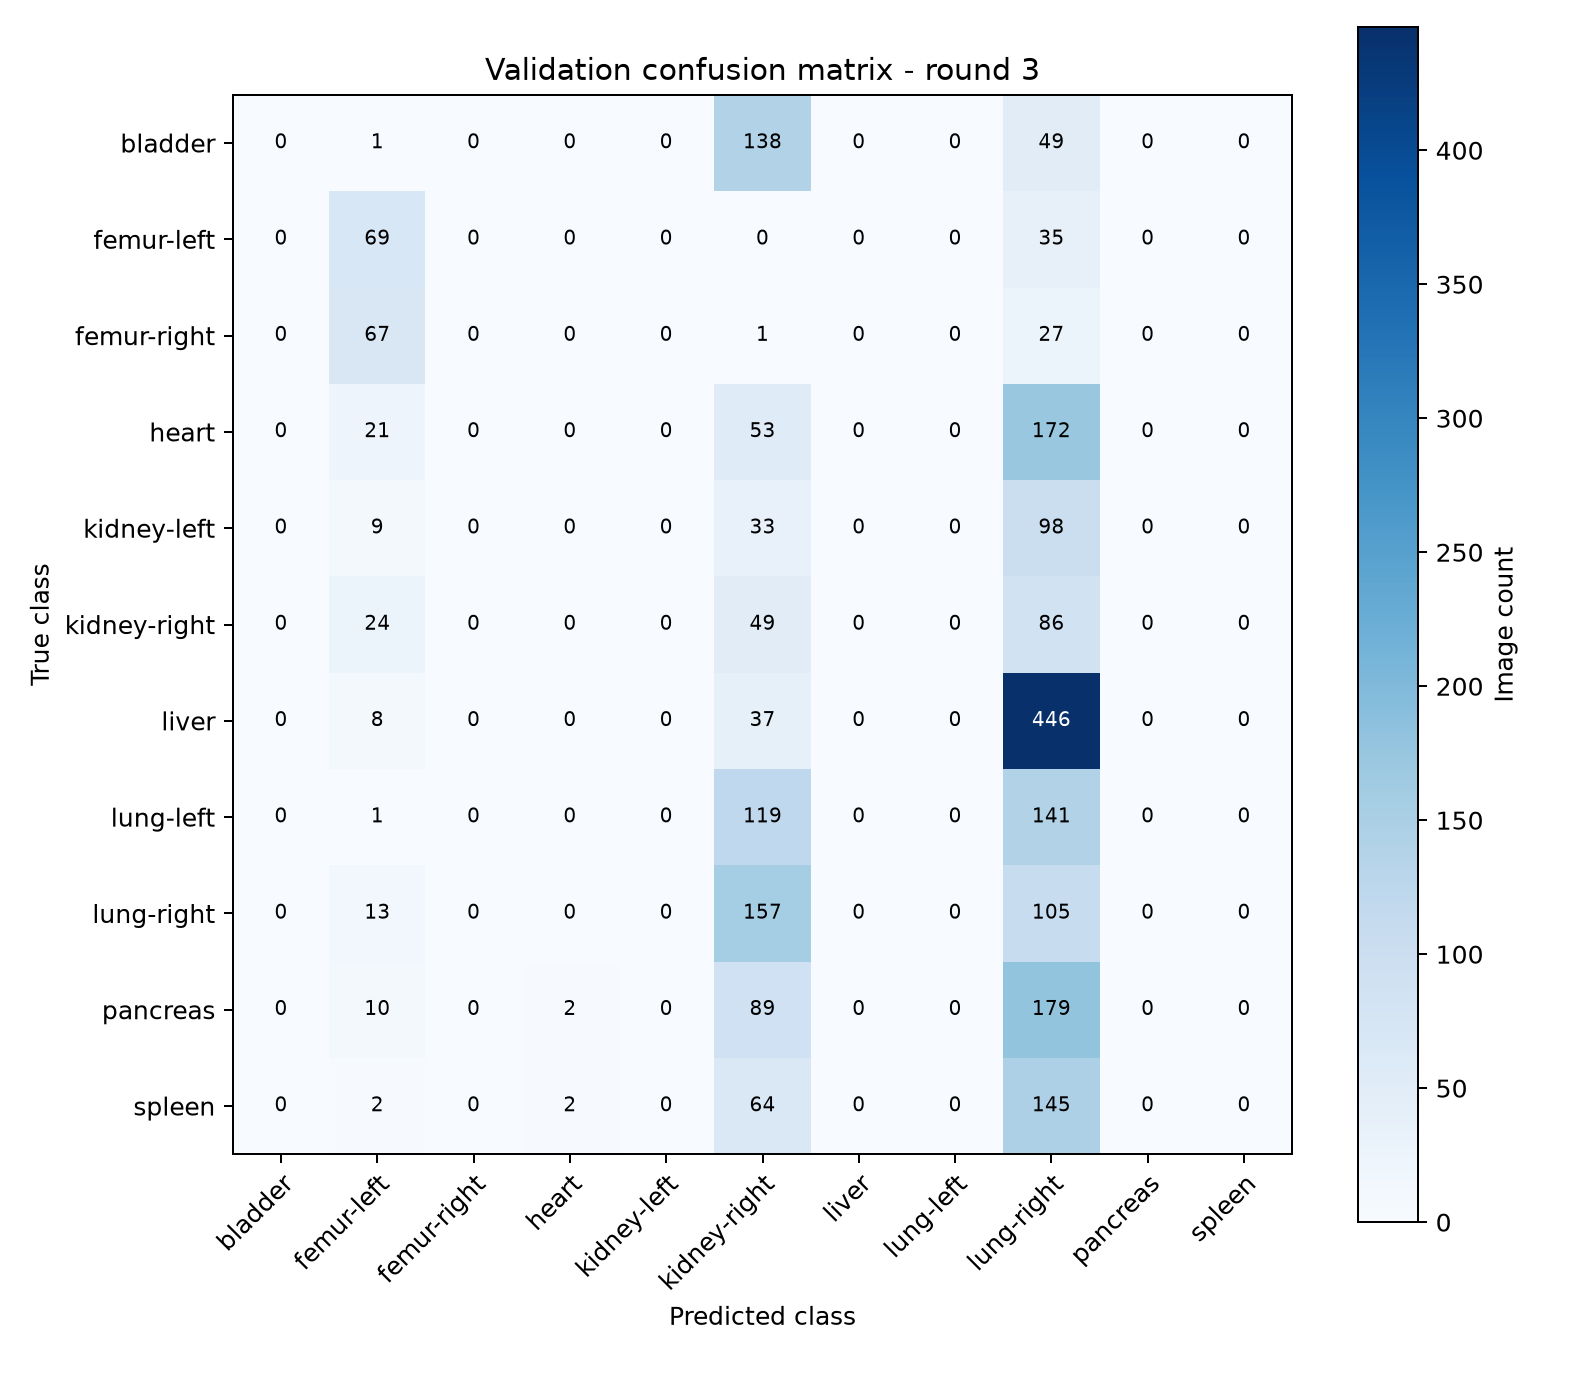 Validation confusion matrix - round 3
bladder 0 1 0 0 0 138 0 0 49 0 0
femur-left 0 69 0 0 0 0 0 0 35 0 0
femur-right 0 67 0 0 0 1 0 0 27 0 0
heart 0 21 0 0 0 53 0 0 172 0 0
kidney-left 0 9 0 0 0 33 0 0 98 0 0
kidney-right 0 24 0 0 0 49 0 0 86 0 0
liver 0 8 0 0 0 37 0 0 446 0 0
lung-left 0 1 0 0 0 119 0 0 141 0 0
lung-right 0 13 0 0 0 157 0 0 105 0 0
pancreas 0 10 0 2 0 89 0 0 179 0 0
spleen 0 2 0 2 0 64 0 0 145 0 0
True class
bladder femur-left femur-right heart kidney-left kidney-right liver lung-left lung-right pancreas spleen
Predicted class
400
350
300
250
200
150
100
50
0
Image count